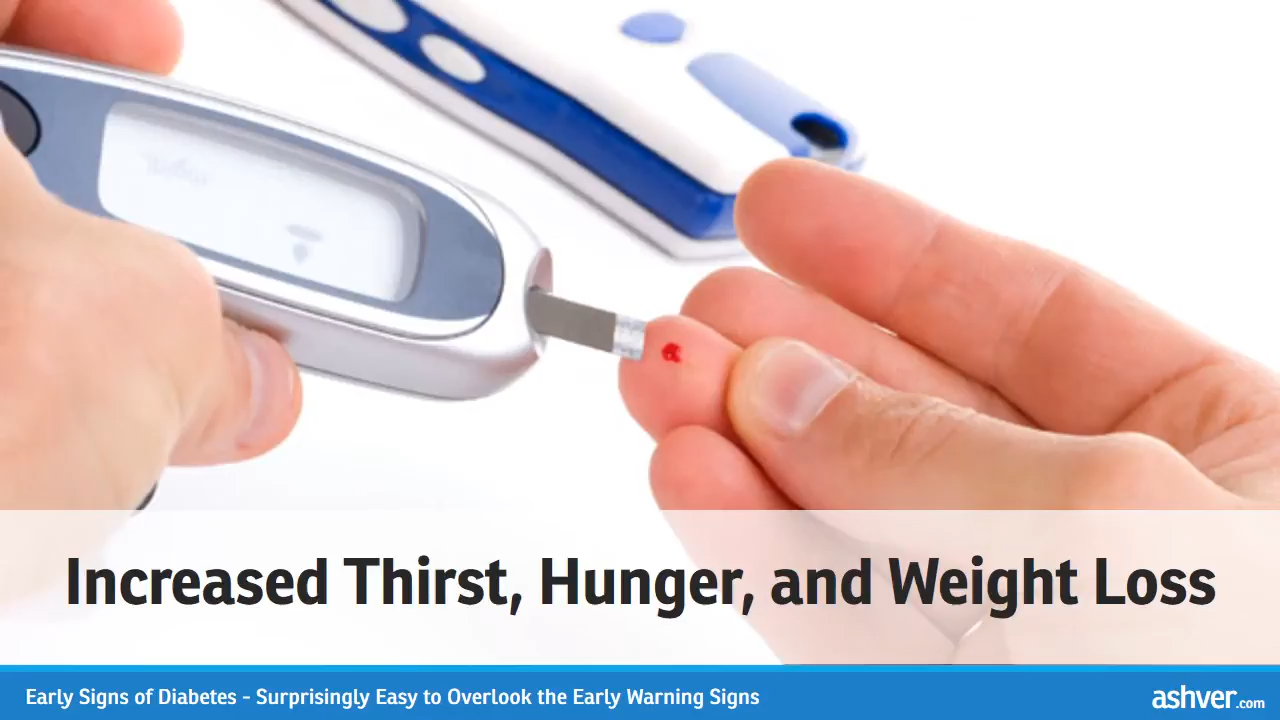 Increased Thirst, Hunger, and Weight Loss
Early Signs of Diabetes - Surprisingly Easy to Overlook the Early Warning Signs
ashver.com